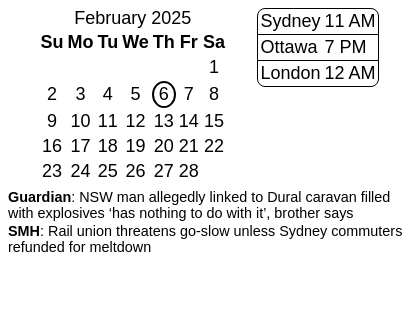 February 2025
Su Mo Tu We Th Fr Sa
1
2 3 4 5 6 7 8
9 10 11 12 13 14 15
16 17 18 19 20 21 22
23 24 25 26 27 28
Sydney 11 AM
Ottawa 7 PM
London 12 AM
Guardian: NSW man allegedly linked to Dural caravan filled
with explosives ‘has nothing to do with it’, brother says
SMH: Rail union threatens go-slow unless Sydney commuters
refunded for meltdown